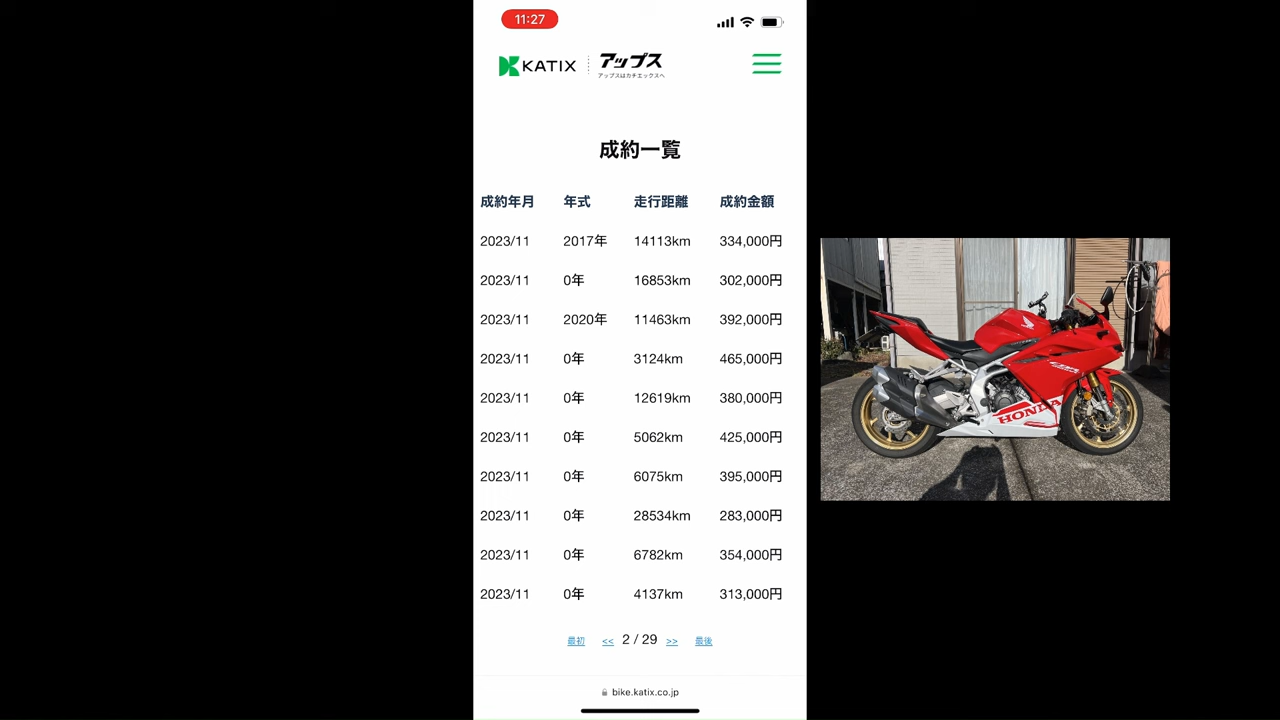 11:27
KATIX
アップス
アップスはカチエックスへ
成約一覧
成約年月 年式 走行距離 成約金額
2023/11 2017年 14113km 334,000円
2023/11 0年 16853km 302,000円
2023/11 2020年 11463km 392,000円
2023/11 0年 3124km 465,000円
2023/11 0年 12619km 380,000円
2023/11 0年 5062km 425,000円
2023/11 0年 6075km 395,000円
2023/11 0年 28534km 283,000円
2023/11 0年 6782km 354,000円
2023/11 0年 4137km 313,000円
最初 << 2 / 29 >> 最後
bike.katix.co.jp
HONDA